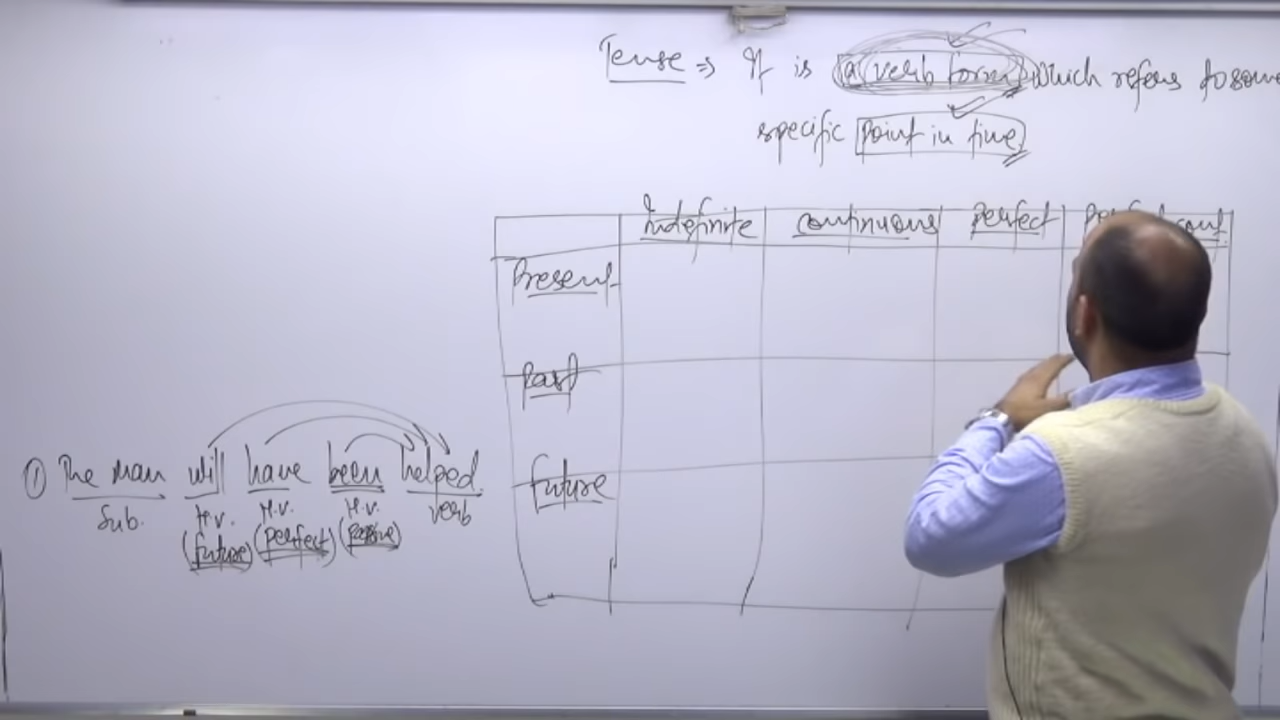 Tense ⇒ It is a verb form which refers to some
specific point in time
Indefinite continuous perfect
Present
Past
Future
① The man will have been helped.
Sub. H.v. H.v. H.v. verb
(future) (perfect) (passive)